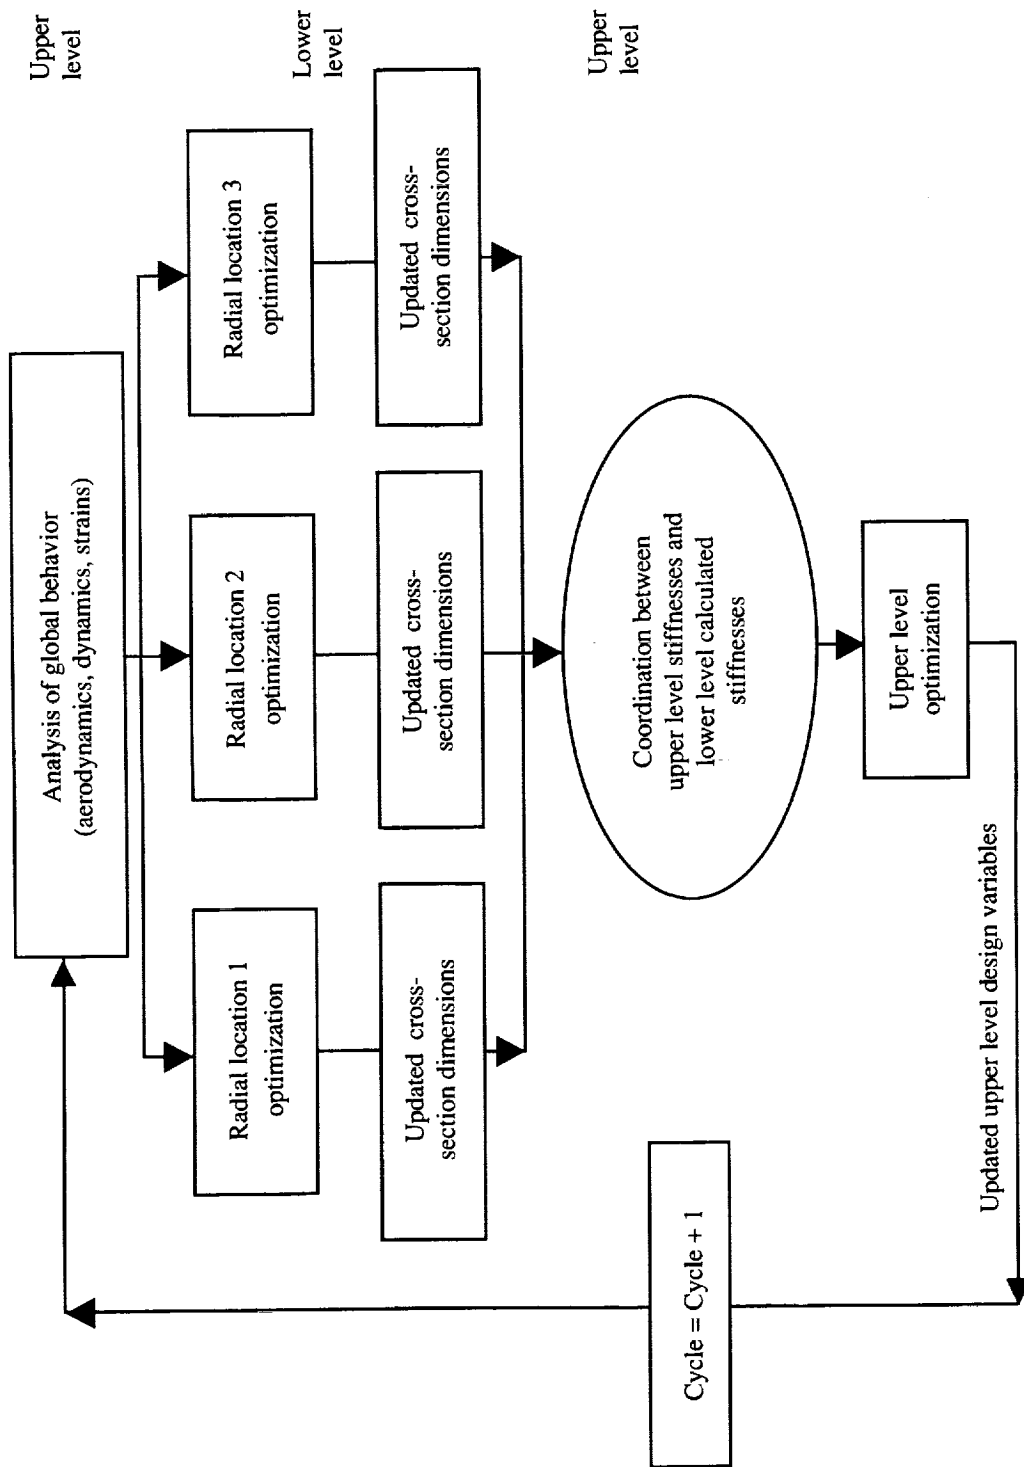 Analysis of global behavior
(aerodynamics, dynamics, strains)
Upper
level
Radial location 1
optimization
Radial location 2
optimization
Radial location 3
optimization
Lower
level
Updated cross-
section dimensions
Updated cross-
section dimensions
Updated cross-
section dimensions
Coordination between
upper level stiffnesses and
lower level calculated
stiffnesses
Upper
level
Cycle = Cycle + 1
Upper level
optimization
Updated upper level design variables